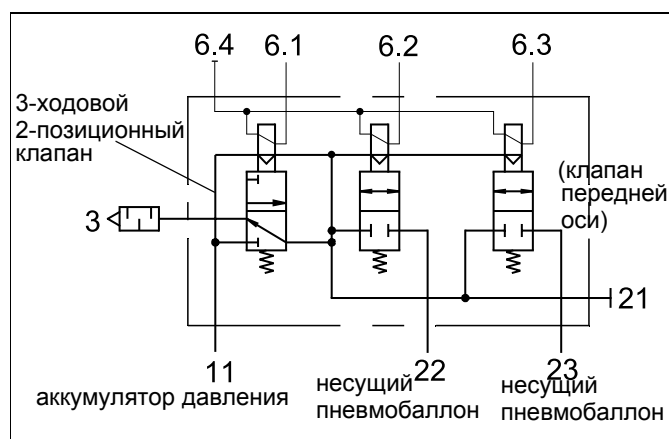 6.4 6.1 6.2 6.3
3-ходовой
2-позиционный
клапан
(клапан
передней
оси)
3
21
11 22 23
аккумулятор давления
несущий
пневмобаллон
несущий
пневмобаллон